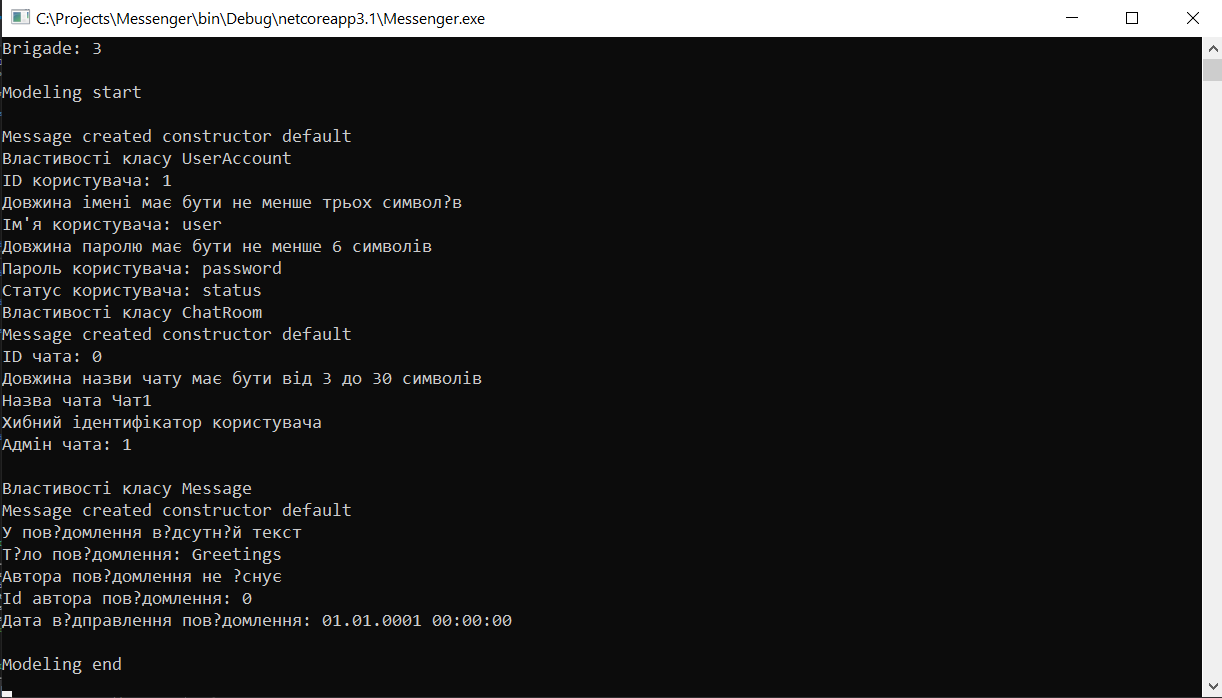 C:\Projects\Messenger\bin\Debug\netcoreapp3.1\Messenger.exe
Brigade: 3
Modeling start
Message created constructor default
Властивості класу UserAccount
ID користувача: 1
Довжина імені має бути не менше трьох символ?в
Ім'я користувача: user
Довжина паролю має бути не менше 6 символів
Пароль користувача: password
Статус користувача: status
Властивості класу ChatRoom
Message created constructor default
ID чата: 0
Довжина назви чату має бути від 3 до 30 символів
Назва чата Чат1
Хибний ідентифікатор користувача
Адмін чата: 1
Властивості класу Message
Message created constructor default
У пов?домлення в?дсутн?й текст
Т?ло пов?домлення: Greetings
Автора пов?домлення не ?снує
Id автора пов?домлення: 0
Дата в?дправлення пов?домлення: 01.01.0001 00:00:00
Modeling end